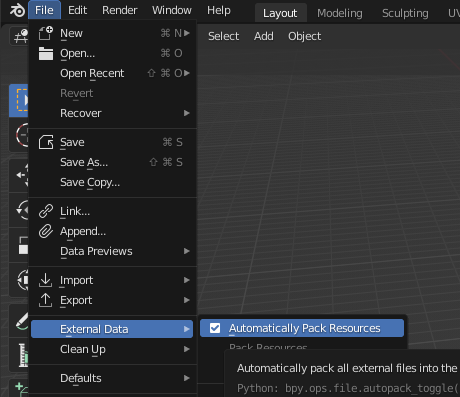 File Edit Render Window Help Layout Modeling Sculpting
New ⌘ N
Select Add Object
Open... ⌘ O
Open Recent ⇧ ⌘ O
Revert
Recover
Save ⌘ S
Save As... ⇧ ⌘ S
Save Copy...
Link...
Append...
Data Previews
Import
Export
External Data
Automatically Pack Resources
Clean Up
Pack Resources
Automatically pack all external files into the
Defaults
Python: bpy.ops.file.autopack_toggle(